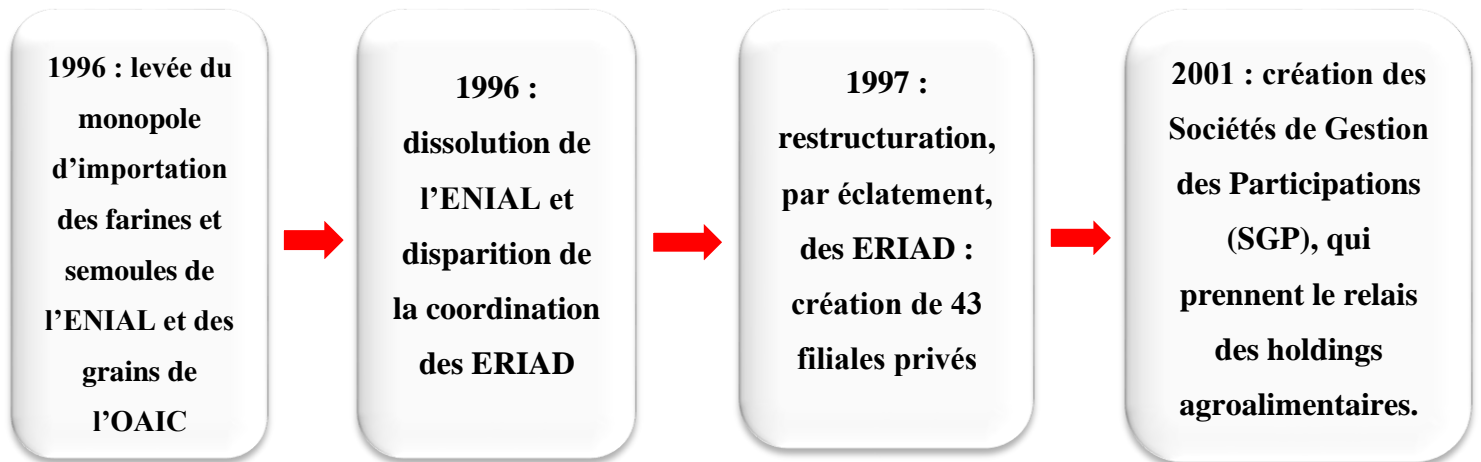 1996 : levée du
monopole
d’importation
des farines et
semoules de
l’ENIAL et des
grains de
l’OAIC
1996 :
dissolution de
l’ENIAL et
disparition de
la coordination
des ERIAD
1997 :
restructuration,
par éclatement,
des ERIAD :
création de 43
filiales privés
2001 : création des
Sociétés de Gestion
des Participations
(SGP), qui
prennent le relais
des holdings
agroalimentaires.